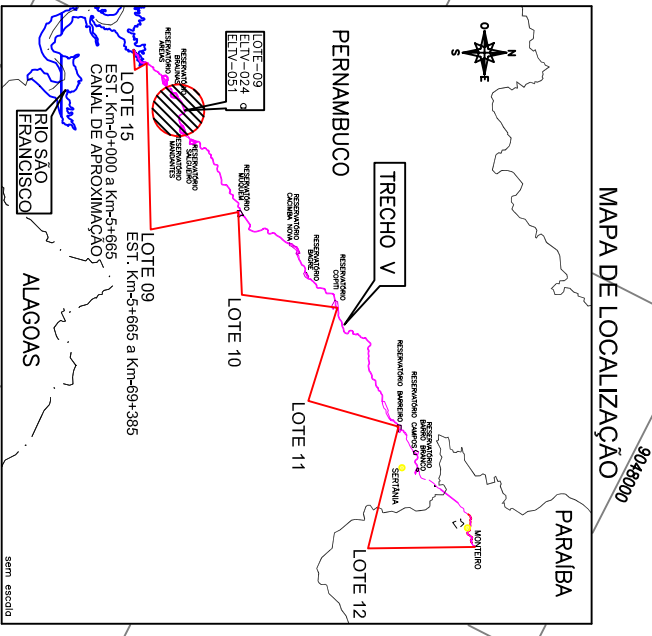 MAPA DE LOCALIZAÇÃO
9048000
N
O
E
S
PERNAMBUCO
PARAÍBA
TRECHO V
LOTE-09
ELTV-024 a
ELTV-051
RESERVATÓRIO
AREIAS
RESERVATÓRIO
BRAUNAS
RESERVATÓRIO
MANDANTES
RESERVATÓRIO
SALGUEIRO
RESERVATÓRIO
MUQUÉM
RESERVATÓRIO
CACIMBA NOVA
RESERVATÓRIO
BAGRE
RESERVATÓRIO
COPITI
RESERVATÓRIO BARREIRO
RESERVATÓRIO CAMPOS
RESERVATÓRIO
BARRO BRANCO
SERTÂNIA
MONTEIRO
LOTE 15
EST. Km-0+000 a Km-5+665
CANAL DE APROXIMAÇÃO
LOTE 09
EST. Km-5+665 a Km-69+385
LOTE 10
LOTE 11
LOTE 12
RIO SÃO
FRANCISCO
ALAGOAS
sem escala